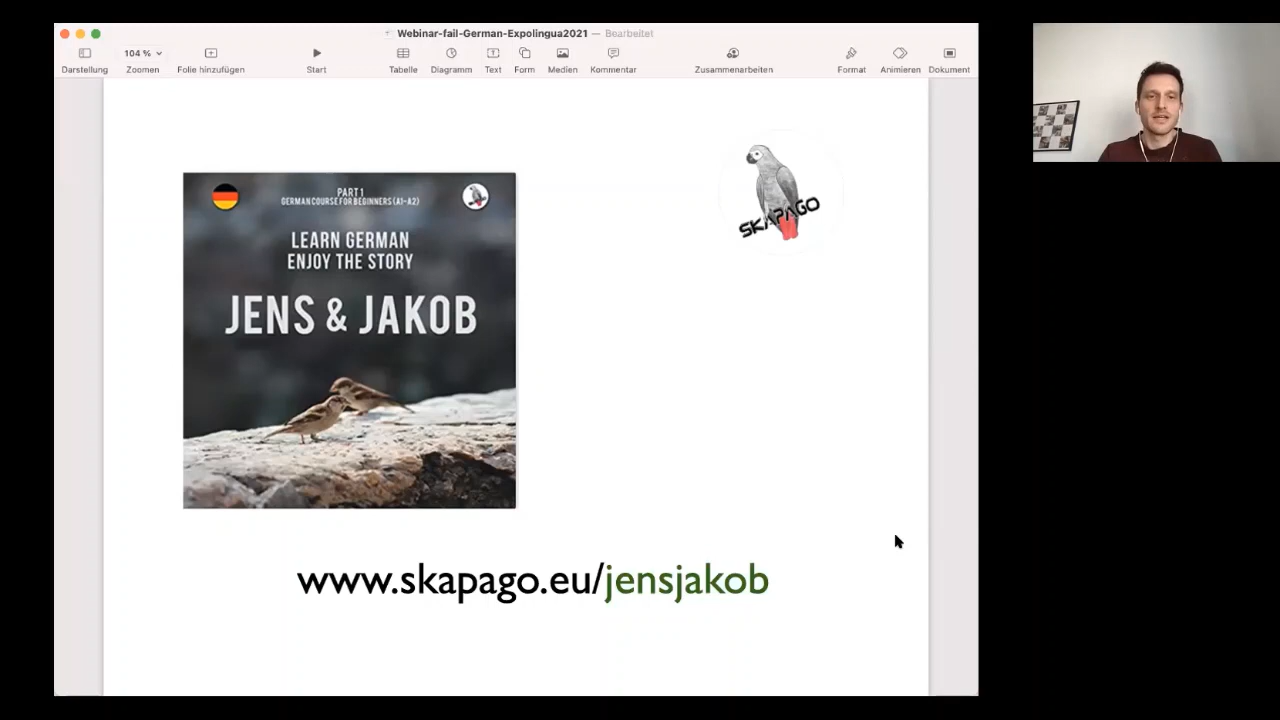 Webinar-fail-German-Expolingua2021 — Bearbeitet
104 %
Darstellung Zoomen Folie hinzufügen Start Tabelle Diagramm Text Form Medien Kommentar Zusammenarbeiten Format Animieren Dokument
PART 1
GERMAN COURSE FOR BEGINNERS (A1-A2)
LEARN GERMAN
ENJOY THE STORY
JENS & JAKOB
SKAPAGO
www.skapago.eu/jensjakob